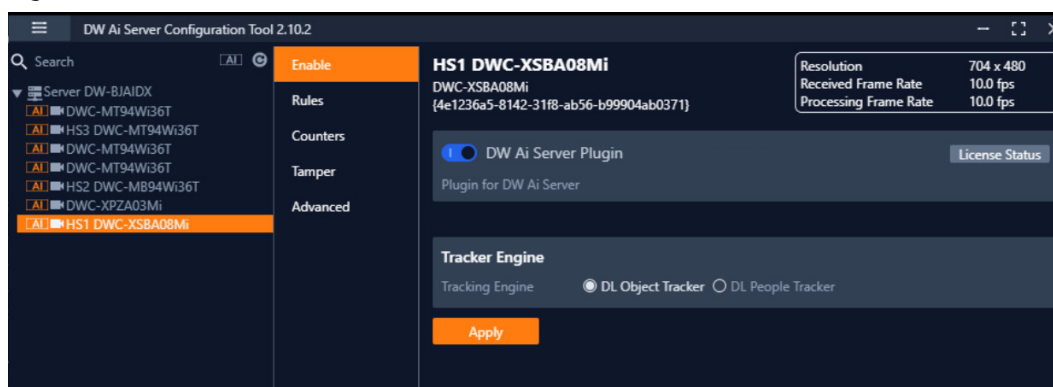 DW Ai Server Configuration Tool 2.10.2
Search
AI
Server DW-BJAIDX
AI DWC-MT94Wi36T
AI HS3 DWC-MT94Wi36T
AI DWC-MT94Wi36T
AI DWC-MT94Wi36T
AI HS2 DWC-MB94Wi36T
AI DWC-XPZA03Mi
AI HS1 DWC-XSBA08Mi
Enable
Rules
Counters
Tamper
Advanced
HS1 DWC-XSBA08Mi
DWC-XSBA08Mi
{4e1236a5-8142-31f8-ab56-b99904ab0371}
Resolution 704 x 480
Received Frame Rate 10.0 fps
Processing Frame Rate 10.0 fps
DW Ai Server Plugin
License Status
Plugin for DW Ai Server
Tracker Engine
Tracking Engine DL Object Tracker DL People Tracker
Apply